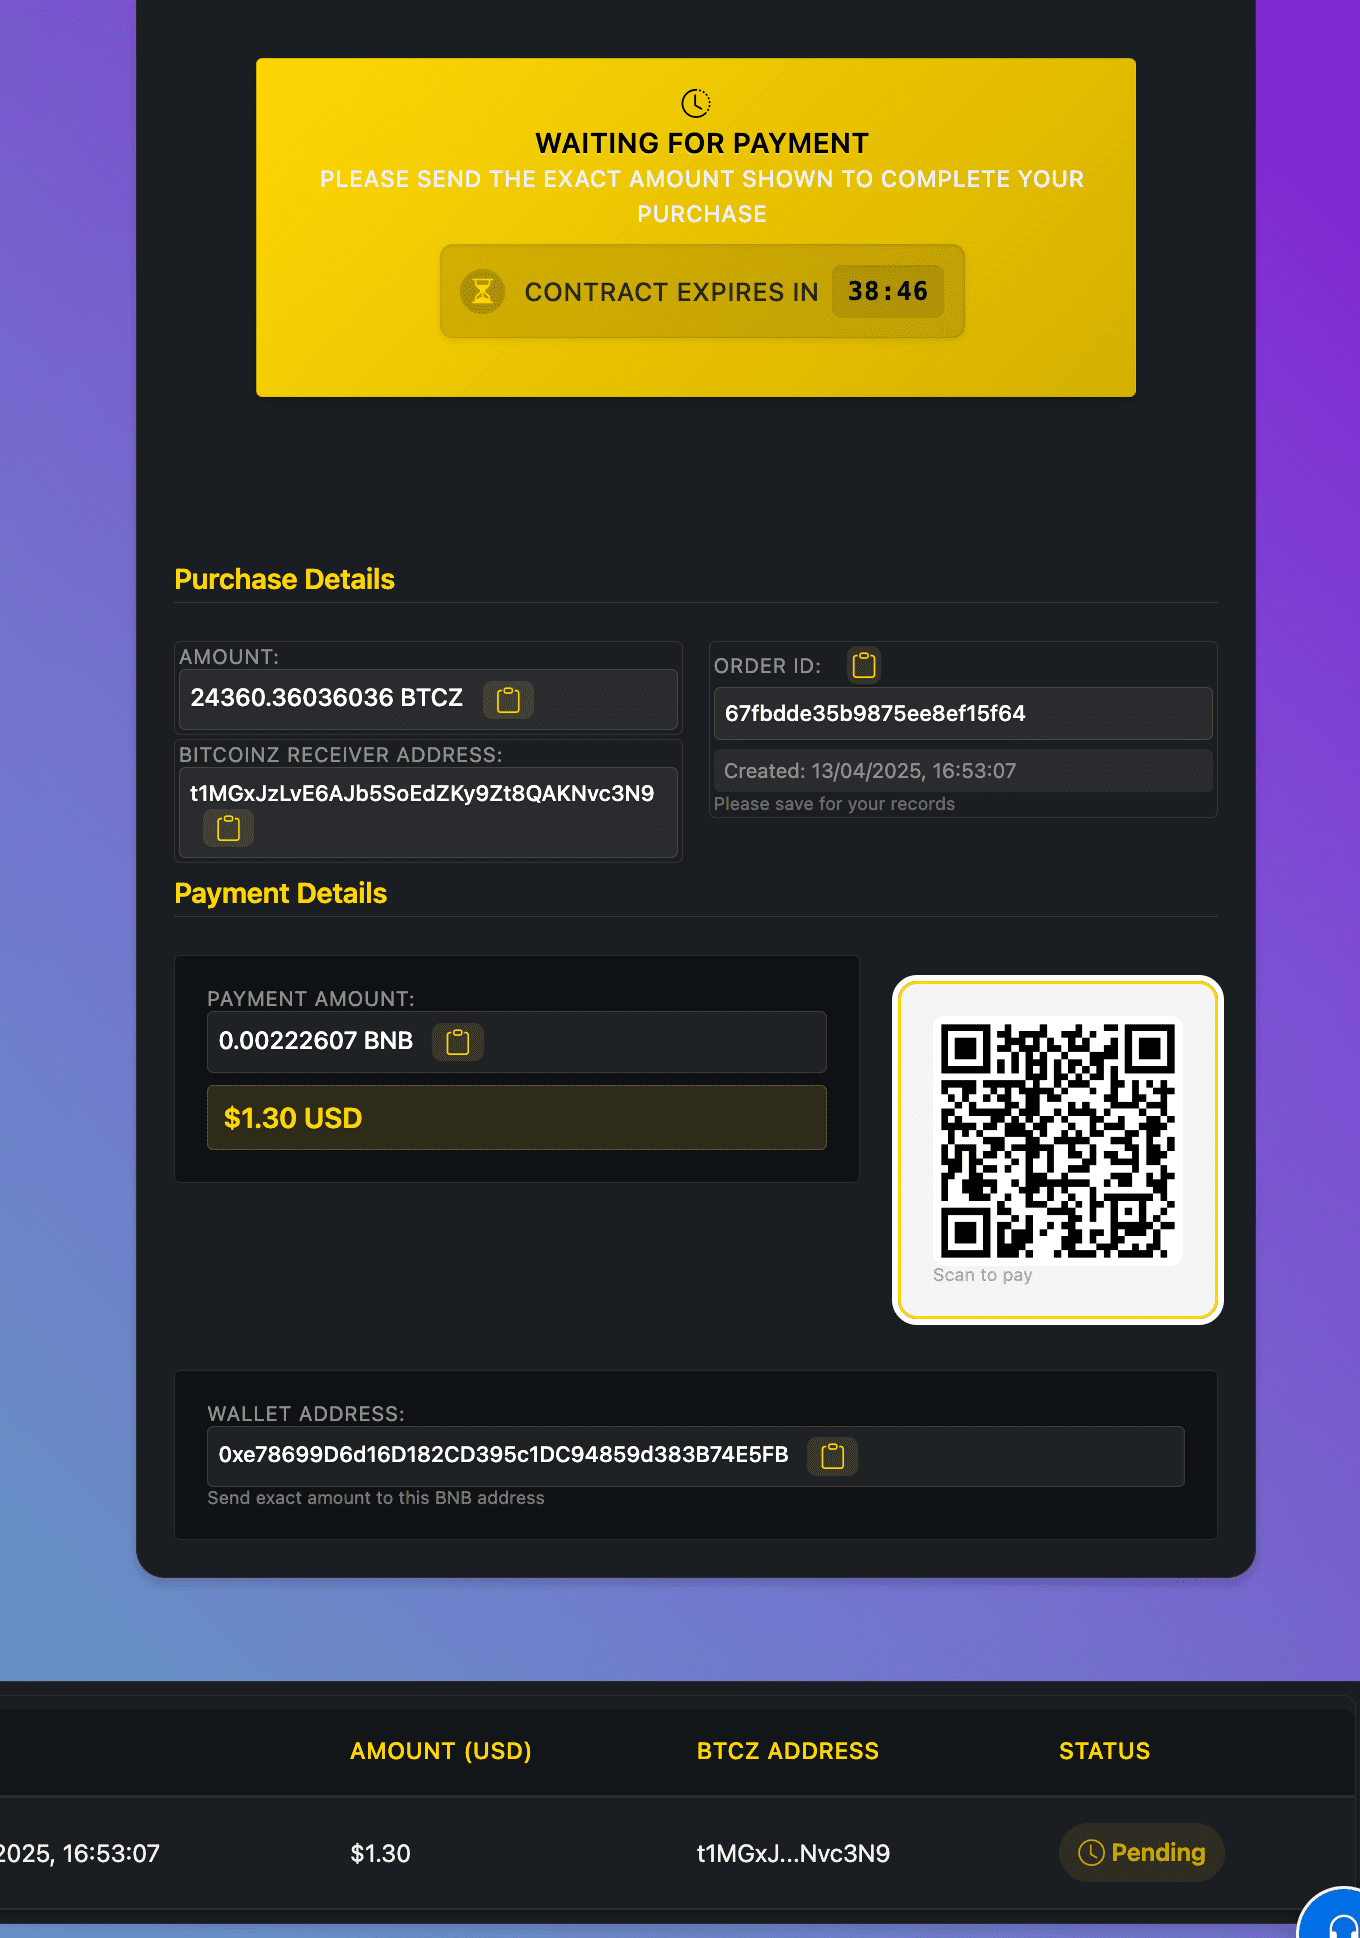 WAITING FOR PAYMENT
PLEASE SEND THE EXACT AMOUNT SHOWN TO COMPLETE YOUR
PURCHASE
CONTRACT EXPIRES IN 38:46
Purchase Details
AMOUNT:
24360.36036036 BTCZ
BITCOINZ RECEIVER ADDRESS:
t1MGxJzLvE6AJb5SoEdZKy9Zt8QAKNvc3N9
ORDER ID:
67fbdde35b9875ee8ef15f64
Created: 13/04/2025, 16:53:07
Please save for your records
Payment Details
PAYMENT AMOUNT:
0.00222607 BNB
$1.30 USD
Scan to pay
WALLET ADDRESS:
0xe78699D6d16D182CD395c1DC94859d383B74E5FB
Send exact amount to this BNB address
AMOUNT (USD) BTCZ ADDRESS STATUS
2025, 16:53:07 $1.30 t1MGxJ...Nvc3N9 Pending